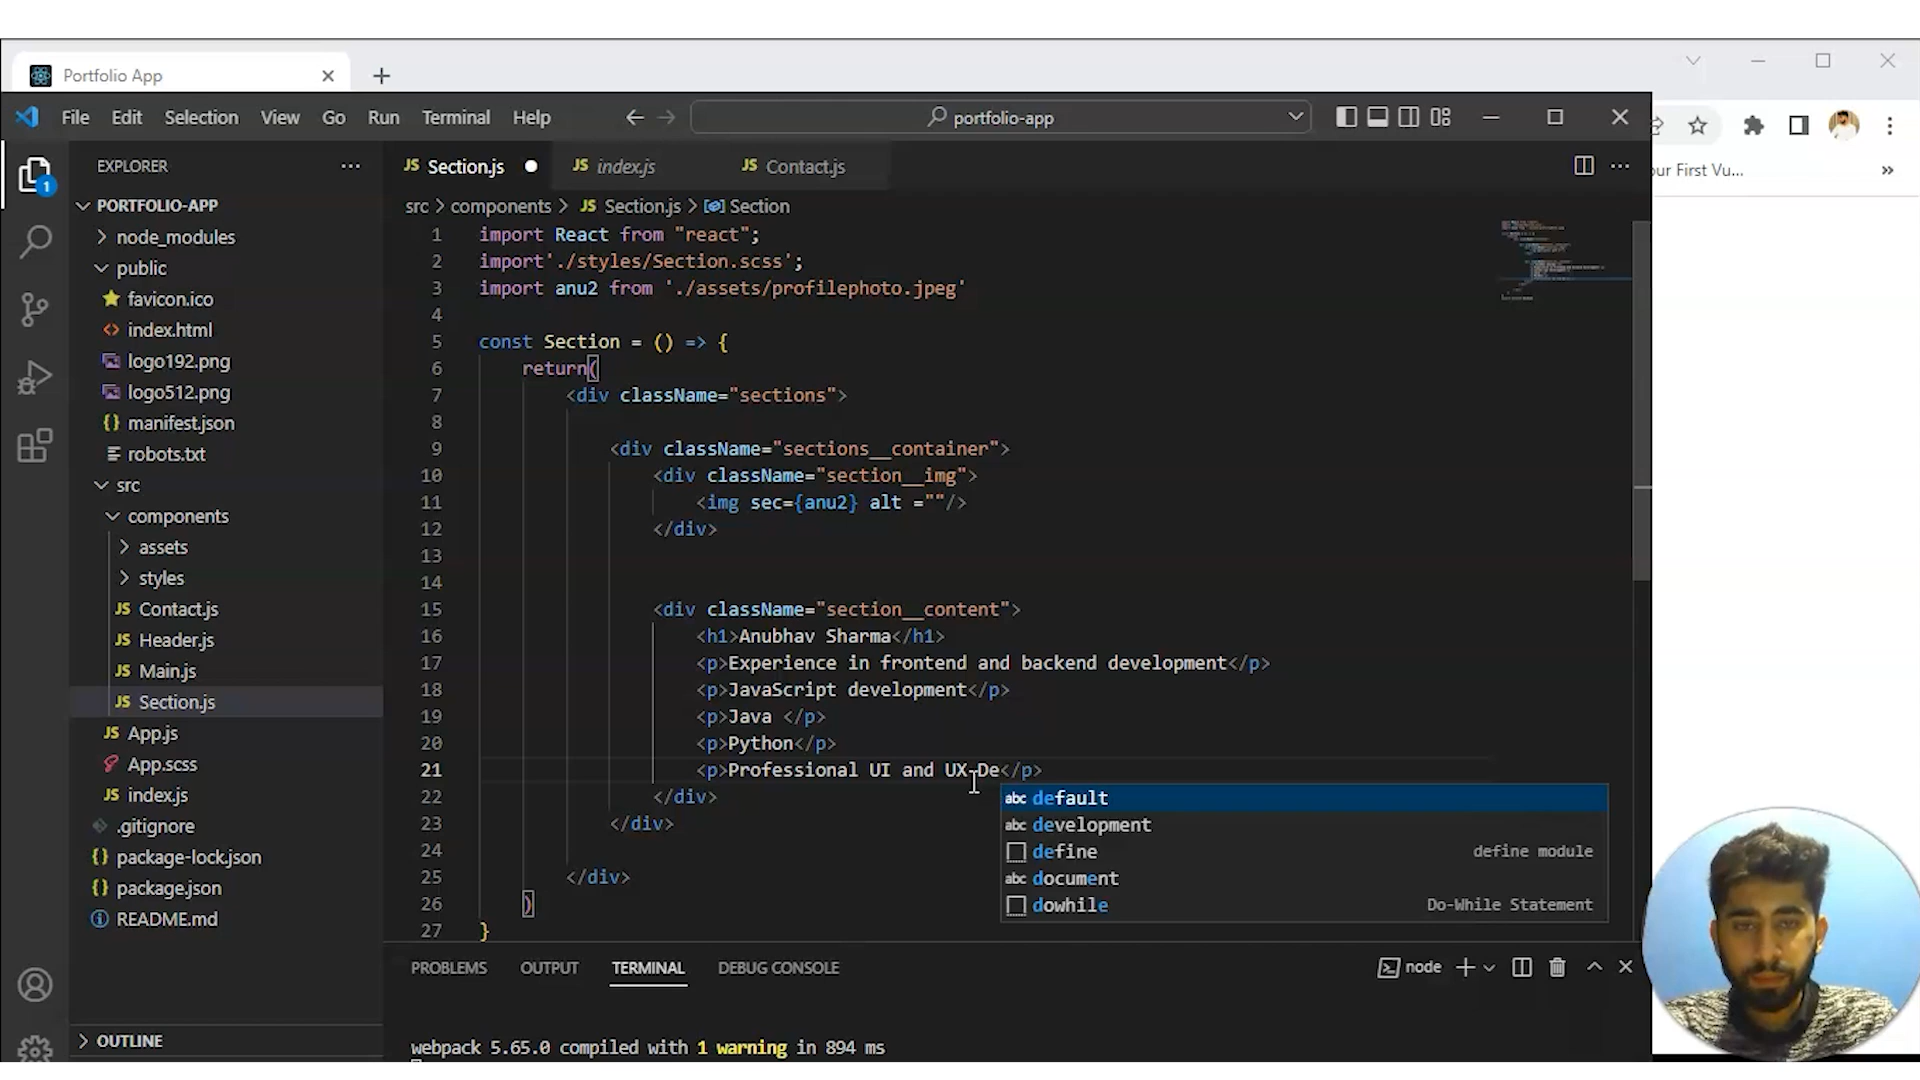 Portfolio App
File Edit Selection View Go Run Terminal Help
portfolio-app
EXPLORER
JS Section.js
JS index.js
JS Contact.js
our First Vu...
1
PORTFOLIO-APP
node_modules
public
favicon.ico
index.html
logo192.png
logo512.png
manifest.json
robots.txt
src
components
assets
styles
JS Contact.js
JS Header.js
JS Main.js
JS Section.js
JS App.js
App.scss
JS index.js
.gitignore
package-lock.json
package.json
README.md
OUTLINE
src > components > JS Section.js > Section
1 import React from "react";
2 import'./styles/Section.scss';
3 import anu2 from './assets/profilephoto.jpeg'
4
5 const Section = () => {
6 return(
7 <div className="sections">
8
9 <div className="sections__container">
10 <div className="section__img">
11 <img sec={anu2} alt =""/>
12 </div>
13
14
15 <div className="section__content">
16 <h1>Anubhav Sharma</h1>
17 <p>Experience in frontend and backend development</p>
18 <p>JavaScript development</p>
19 <p>Java </p>
20 <p>Python</p>
21 <p>Professional UI and UX De</p>
22 </div>
23 </div>
24
25 </div>
26 )
27 }
abc default
abc development
define define module
abc document
dowhile Do-While Statement
PROBLEMS OUTPUT TERMINAL DEBUG CONSOLE
node
webpack 5.65.0 compiled with 1 warning in 894 ms